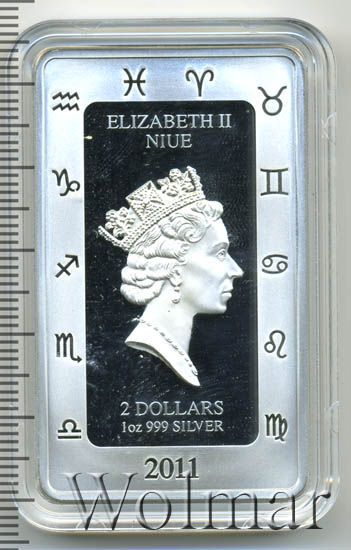 ♓ ♈
♒ ♉
ELIZABETH II
NIUE
♑ ♊
♐ ♋
♏ ♌
♎ ♍
2 DOLLARS
1oz 999 SILVER
2011
Wolmar